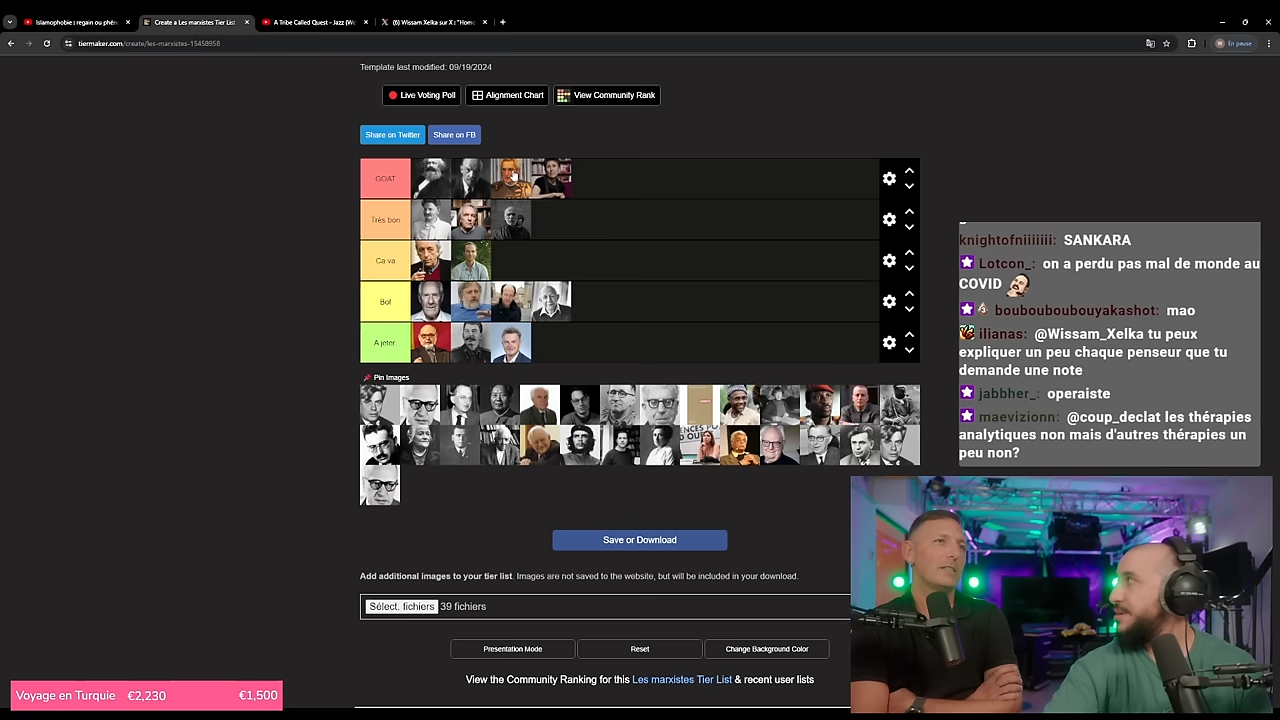 Islamophobie : regain ou phén
Create a Les marxistes Tier List
A Tribe Called Quest - Jazz (We
(6) Wissam Xelka sur X : "Hom
tiermaker.com/create/les-marxistes-15458958
En pause
Template last modified: 09/19/2024
Live Voting Poll
Alignment Chart
View Community Rank
Share on Twitter
Share on FB
GOAT
Très bon
Ca va
Bof
A jeter
Pin Images
Save or Download
Add additional images to your tier list. Images are not saved to the website, but will be included in your download.
Sélect. fichiers 39 fichiers
Presentation Mode
Reset
Change Background Color
View the Community Ranking for this Les marxistes Tier List & recent user lists
knightofniiiiiii: SANKARA
Lotcon_: on a perdu pas mal de monde au
COVID
boubouboubouyakashot: mao
ilianas: @Wissam_Xelka tu peux
expliquer un peu chaque penseur que tu
demande une note
jabbher_: operaiste
maevizionn: @coup_declat les thérapies
analytiques non mais d'autres thérapies un
peu non?
Voyage en Turquie €2,230 €1,500